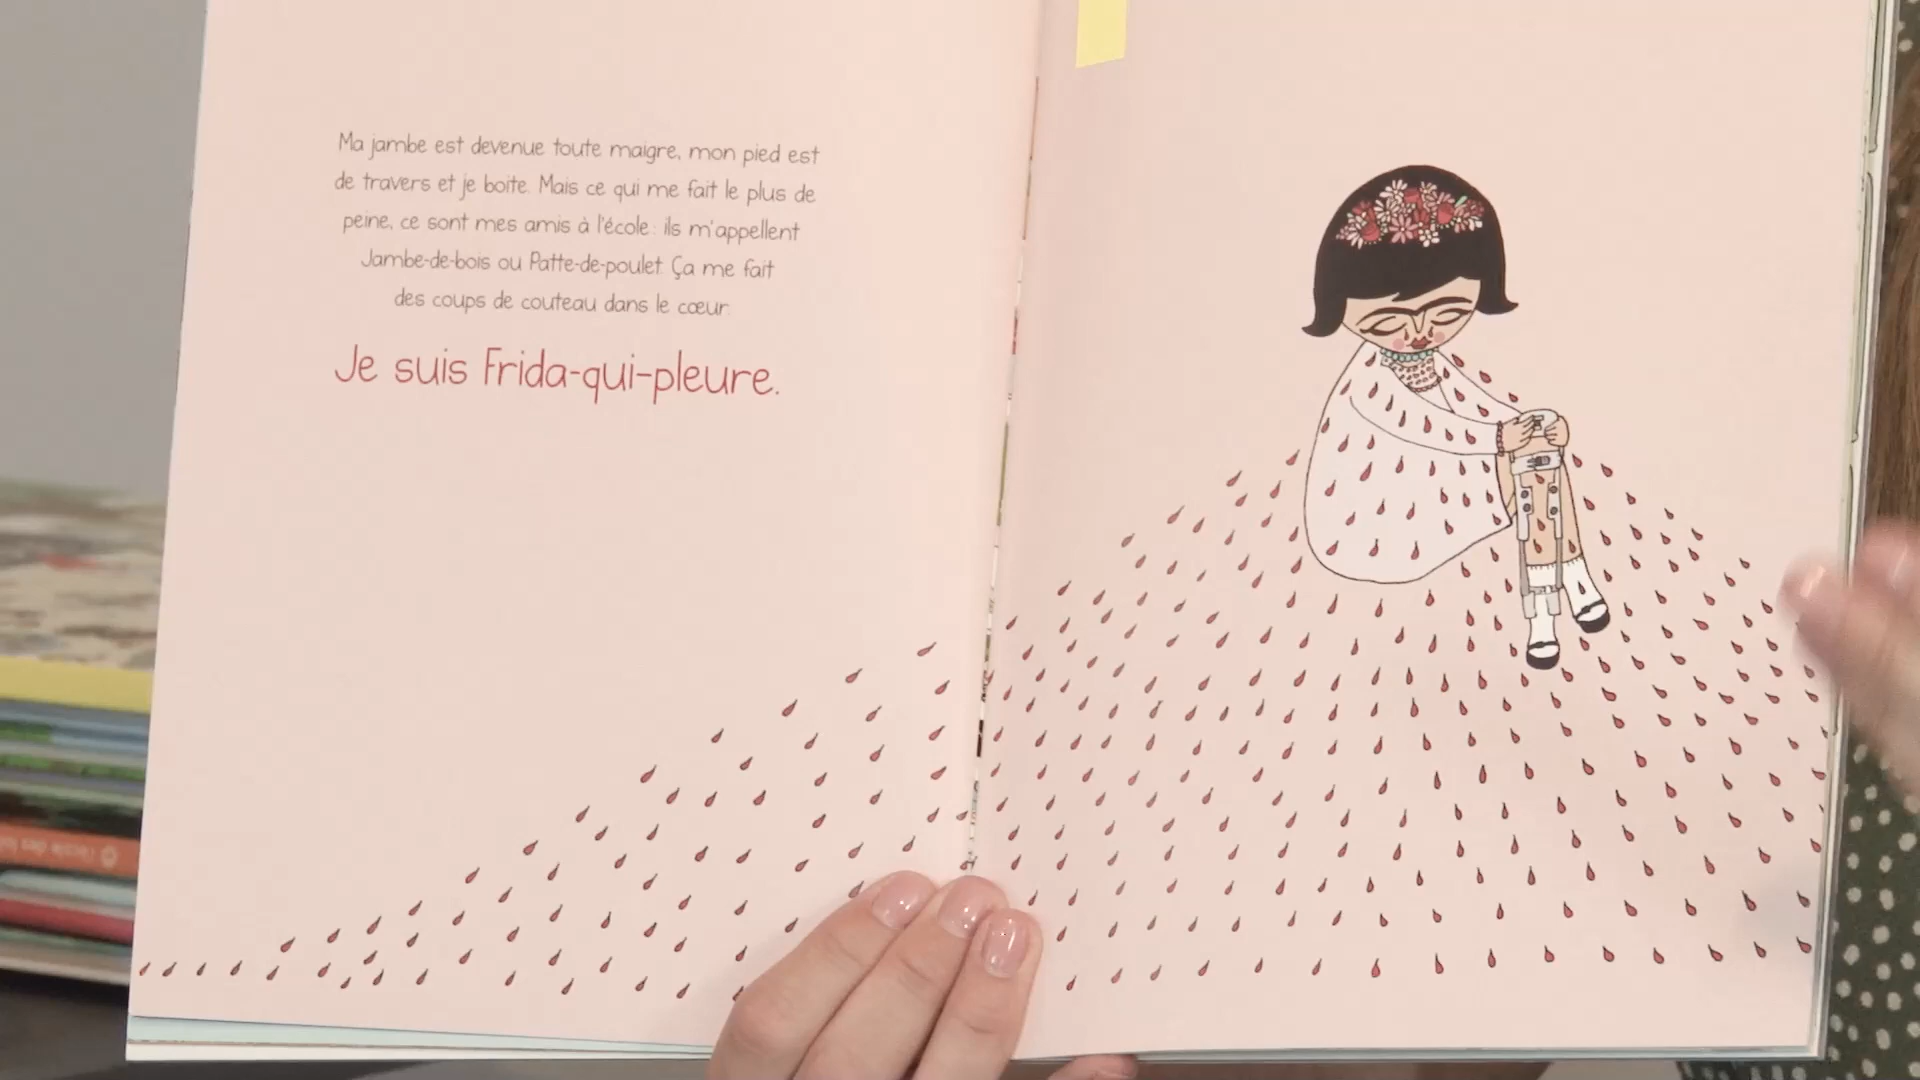 Ma jambe est devenue toute maigre, mon pied est
de travers et je boite. Mais ce qui me fait le plus de
peine, ce sont mes amis à l'école : ils m'appellent
Jambe-de-bois ou Patte-de-poulet. Ça me fait
des coups de couteau dans le cœur.
Je suis Frida-qui-pleure.